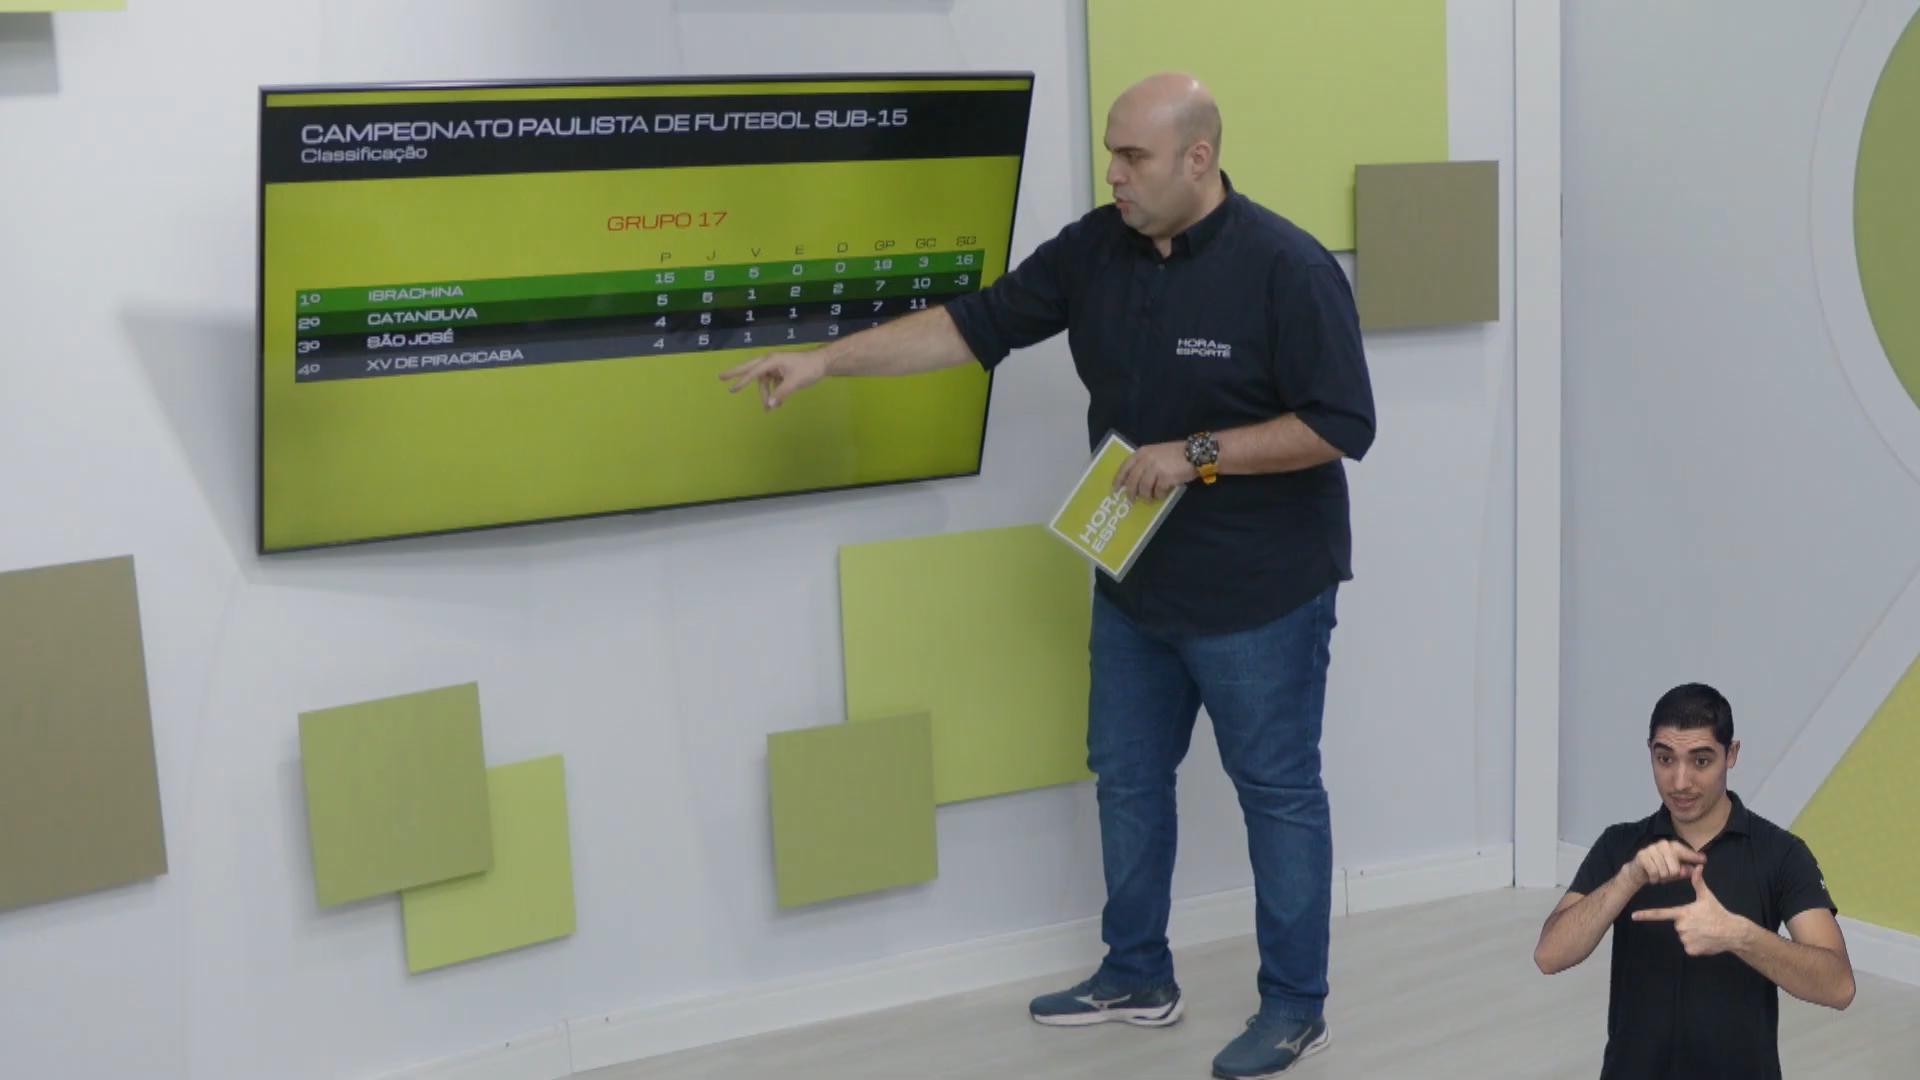 CAMPEONATO PAULISTA DE FUTEBOL SUB-15
Classificação
GRUPO 17
P J V E D GP GC SG
1º IBRACHINA 15 5 5 0 0 19 3 16
2º CATANDUVA 5 5 1 2 2 7 10 -3
3º SÃO JOSÉ 4 5 1 1 3 7 11
4º XV DE PIRACICABA 4 5 1 1 3
HORA DO
ESPORTE
HORA
ESPO